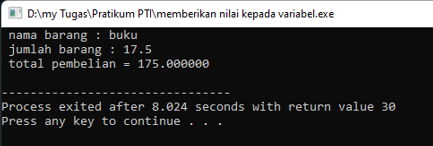 D:\my Tugas\Pratikum PTI\memberikan nilai kepada variabel.exe
nama barang : buku
jumlah barang : 17.5
total pembelian = 175.000000
--------------------------------
Process exited after 8.024 seconds with return value 30
Press any key to continue . . .